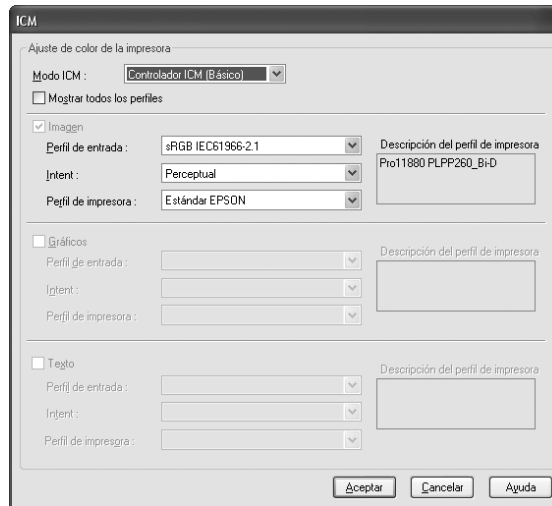 ICM
Ajuste de color de la impresora
Modo ICM : Controlador ICM (Básico)
Mostrar todos los perfiles
Imagen
Perfil de entrada : sRGB IEC61966-2.1
Descripción del perfil de impresora
Pro11880 PLPP260_Bi-D
Intent : Perceptual
Perfil de impresora : Estándar EPSON
Gráficos
Perfil de entrada :
Descripción del perfil de impresora
Intent :
Perfil de impresora :
Texto
Perfil de entrada :
Descripción del perfil de impresora
Intent :
Perfil de impresora :
Aceptar Cancelar Ayuda